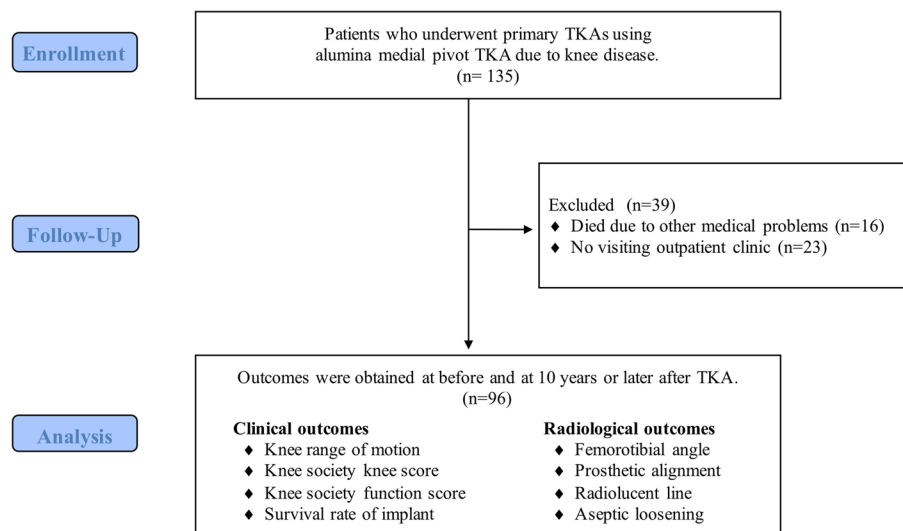 Enrollment
Patients who underwent primary TKAs using
alumina medial pivot TKA due to knee disease.
(n= 135)
Follow-Up
Excluded (n=39)
♦ Died due to other medical problems (n=16)
♦ No visiting outpatient clinic (n=23)
Analysis
Outcomes were obtained at before and at 10 years or later after TKA.
(n=96)
Clinical outcomes
♦ Knee range of motion
♦ Knee society knee score
♦ Knee society function score
♦ Survival rate of implant
Radiological outcomes
♦ Femorotibial angle
♦ Prosthetic alignment
♦ Radiolucent line
♦ Aseptic loosening